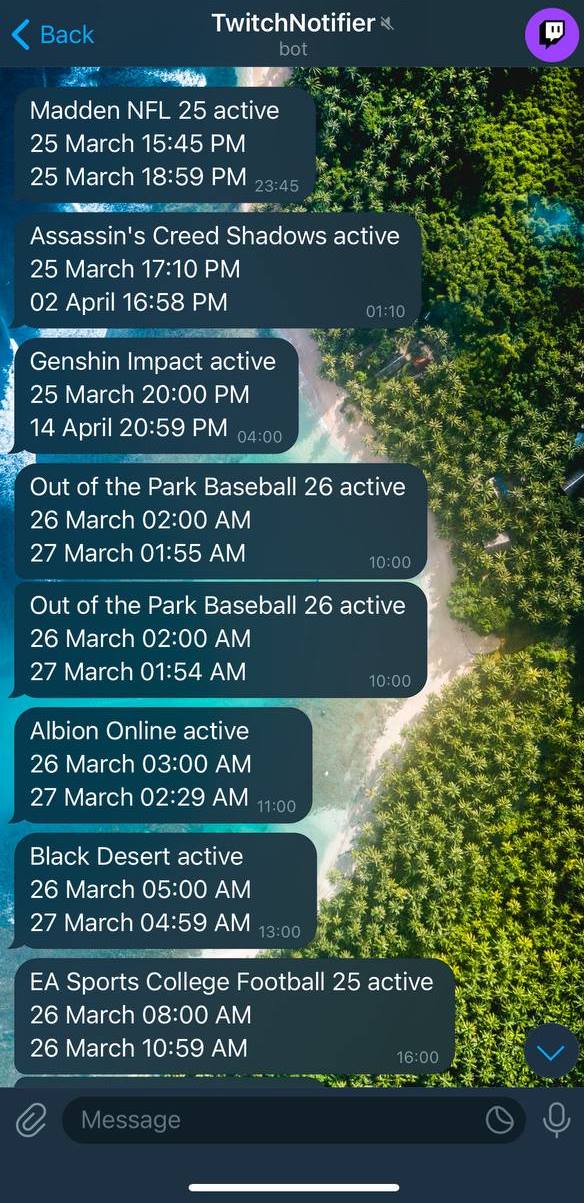 Back
TwitchNotifier
bot
Madden NFL 25 active
25 March 15:45 PM
25 March 18:59 PM 23:45
Assassin's Creed Shadows active
25 March 17:10 PM
02 April 16:58 PM 01:10
Genshin Impact active
25 March 20:00 PM
14 April 20:59 PM 04:00
Out of the Park Baseball 26 active
26 March 02:00 AM
27 March 01:55 AM 10:00
Out of the Park Baseball 26 active
26 March 02:00 AM
27 March 01:54 AM 10:00
Albion Online active
26 March 03:00 AM
27 March 02:29 AM 11:00
Black Desert active
26 March 05:00 AM
27 March 04:59 AM 13:00
EA Sports College Football 25 active
26 March 08:00 AM
26 March 10:59 AM 16:00
Message